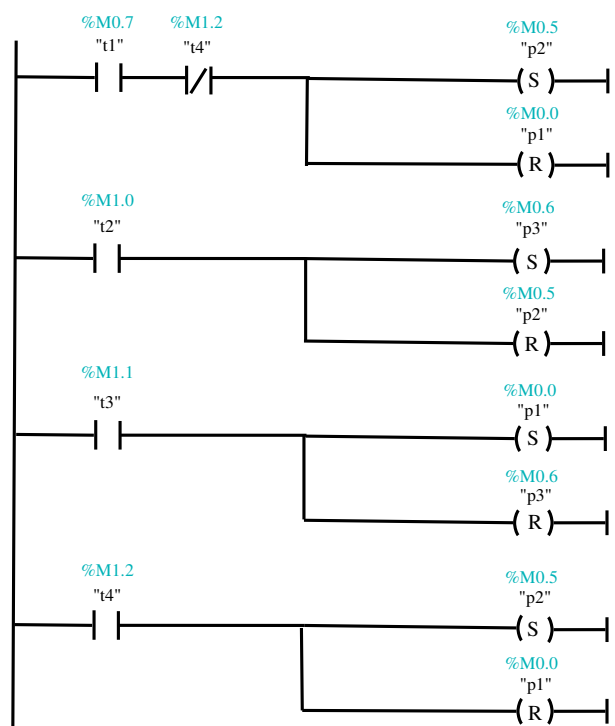 %M0.7 %M1.2 %M0.5
"t1" "t4" "p2"
S
%M0.0
"p1"
R
%M1.0 %M0.6
"t2" "p3"
S
%M0.5
"p2"
R
%M1.1 %M0.0
"t3" "p1"
S
%M0.6
"p3"
R
%M1.2 %M0.5
"t4" "p2"
S
%M0.0
"p1"
R